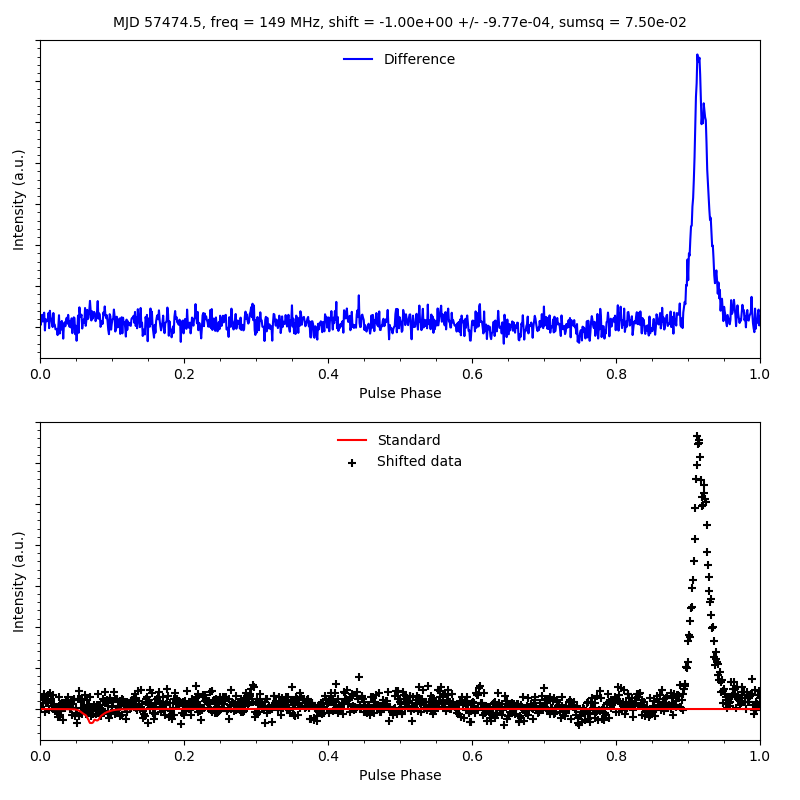 MJD 57474.5, freq = 149 MHz, shift = -1.00e+00 +/- -9.77e-04, sumsq = 7.50e-02
Difference
Intensity (a.u.)
0.0 0.2 0.4 0.6 0.8 1.0
Pulse Phase
Standard
Shifted data
Intensity (a.u.)
0.0 0.2 0.4 0.6 0.8 1.0
Pulse Phase